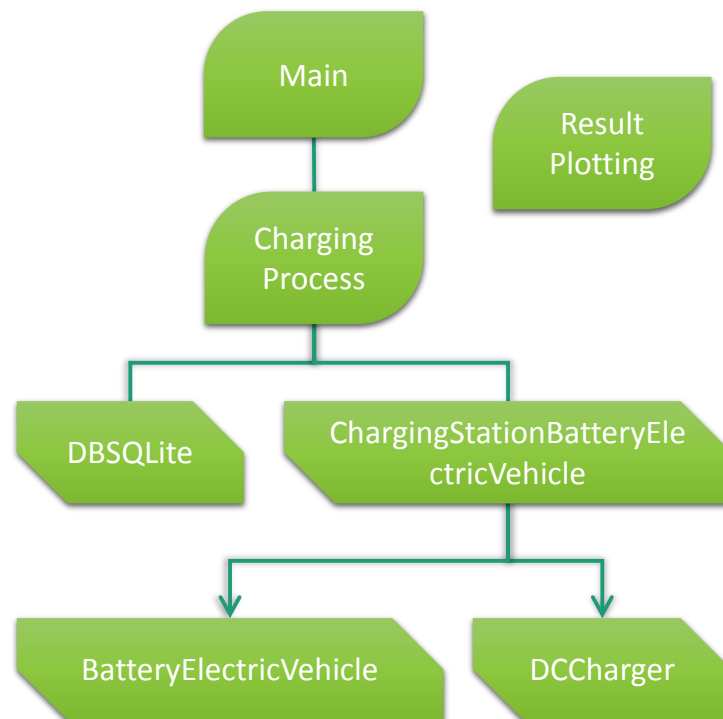 Main
Result
Plotting
Charging
Process
DBSQLite
ChargingStationBatteryEle
ctricVehicle
BatteryElectricVehicle
DCCharger